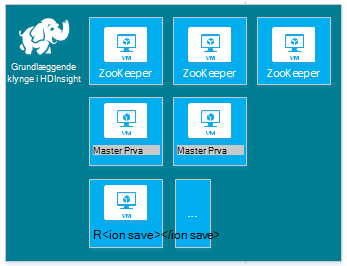 Grundlæggende
klynge i HDInsight
VM VM VM
ZooKeeper ZooKeeper ZooKeeper
VM VM
Master Prva Master Prva
VM
...
R<ion save></ion save>